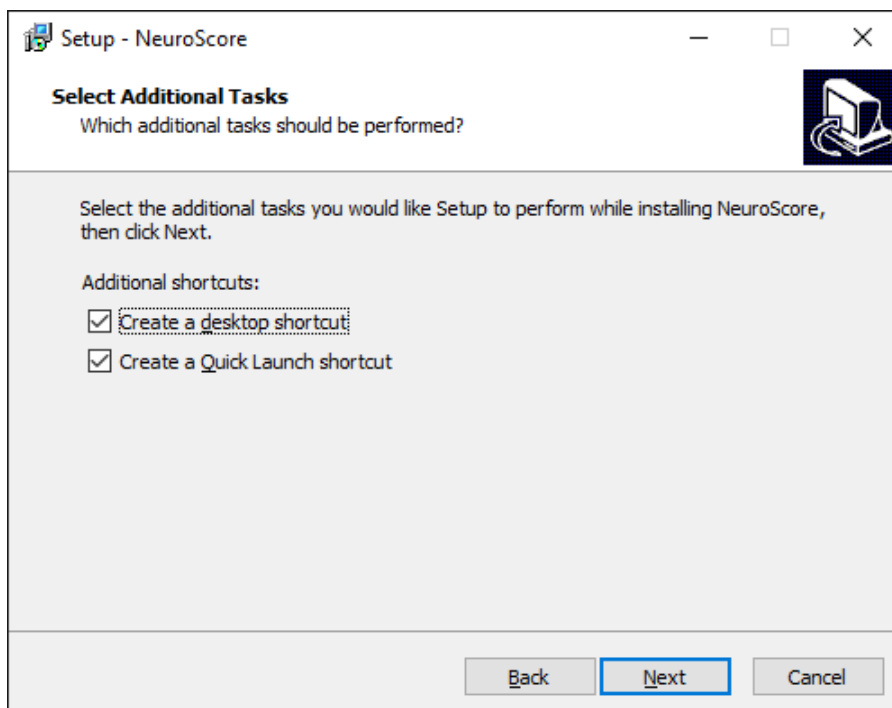 Setup - NeuroScore
Select Additional Tasks
Which additional tasks should be performed?
Select the additional tasks you would like Setup to perform while installing NeuroScore,
then click Next.
Additional shortcuts:
Create a desktop shortcut
Create a Quick Launch shortcut
Back Next Cancel